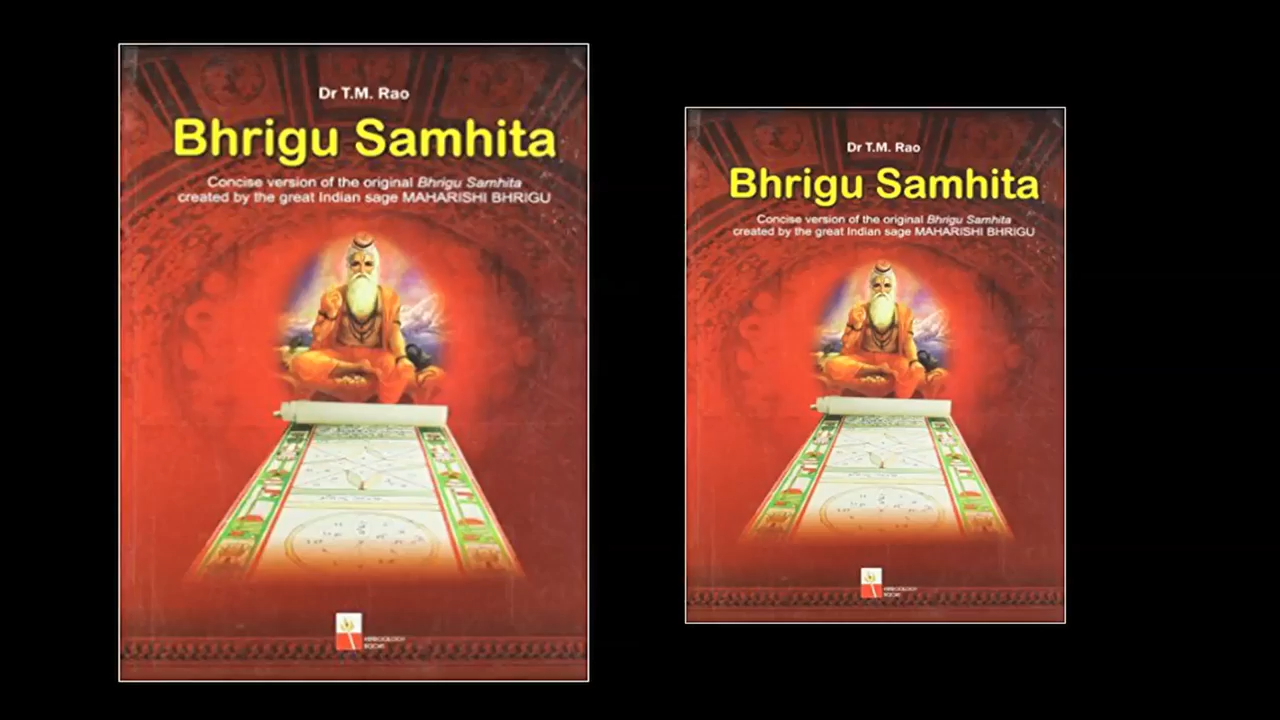 Dr T.M. Rao
Bhrigu Samhita
Concise version of the original Bhrigu Samhita
created by the great Indian sage MAHARISHI BHRIGU
Dr T.M. Rao
Bhrigu Samhita
Concise version of the original Bhrigu Samhita
created by the great Indian sage MAHARISHI BHRIGU